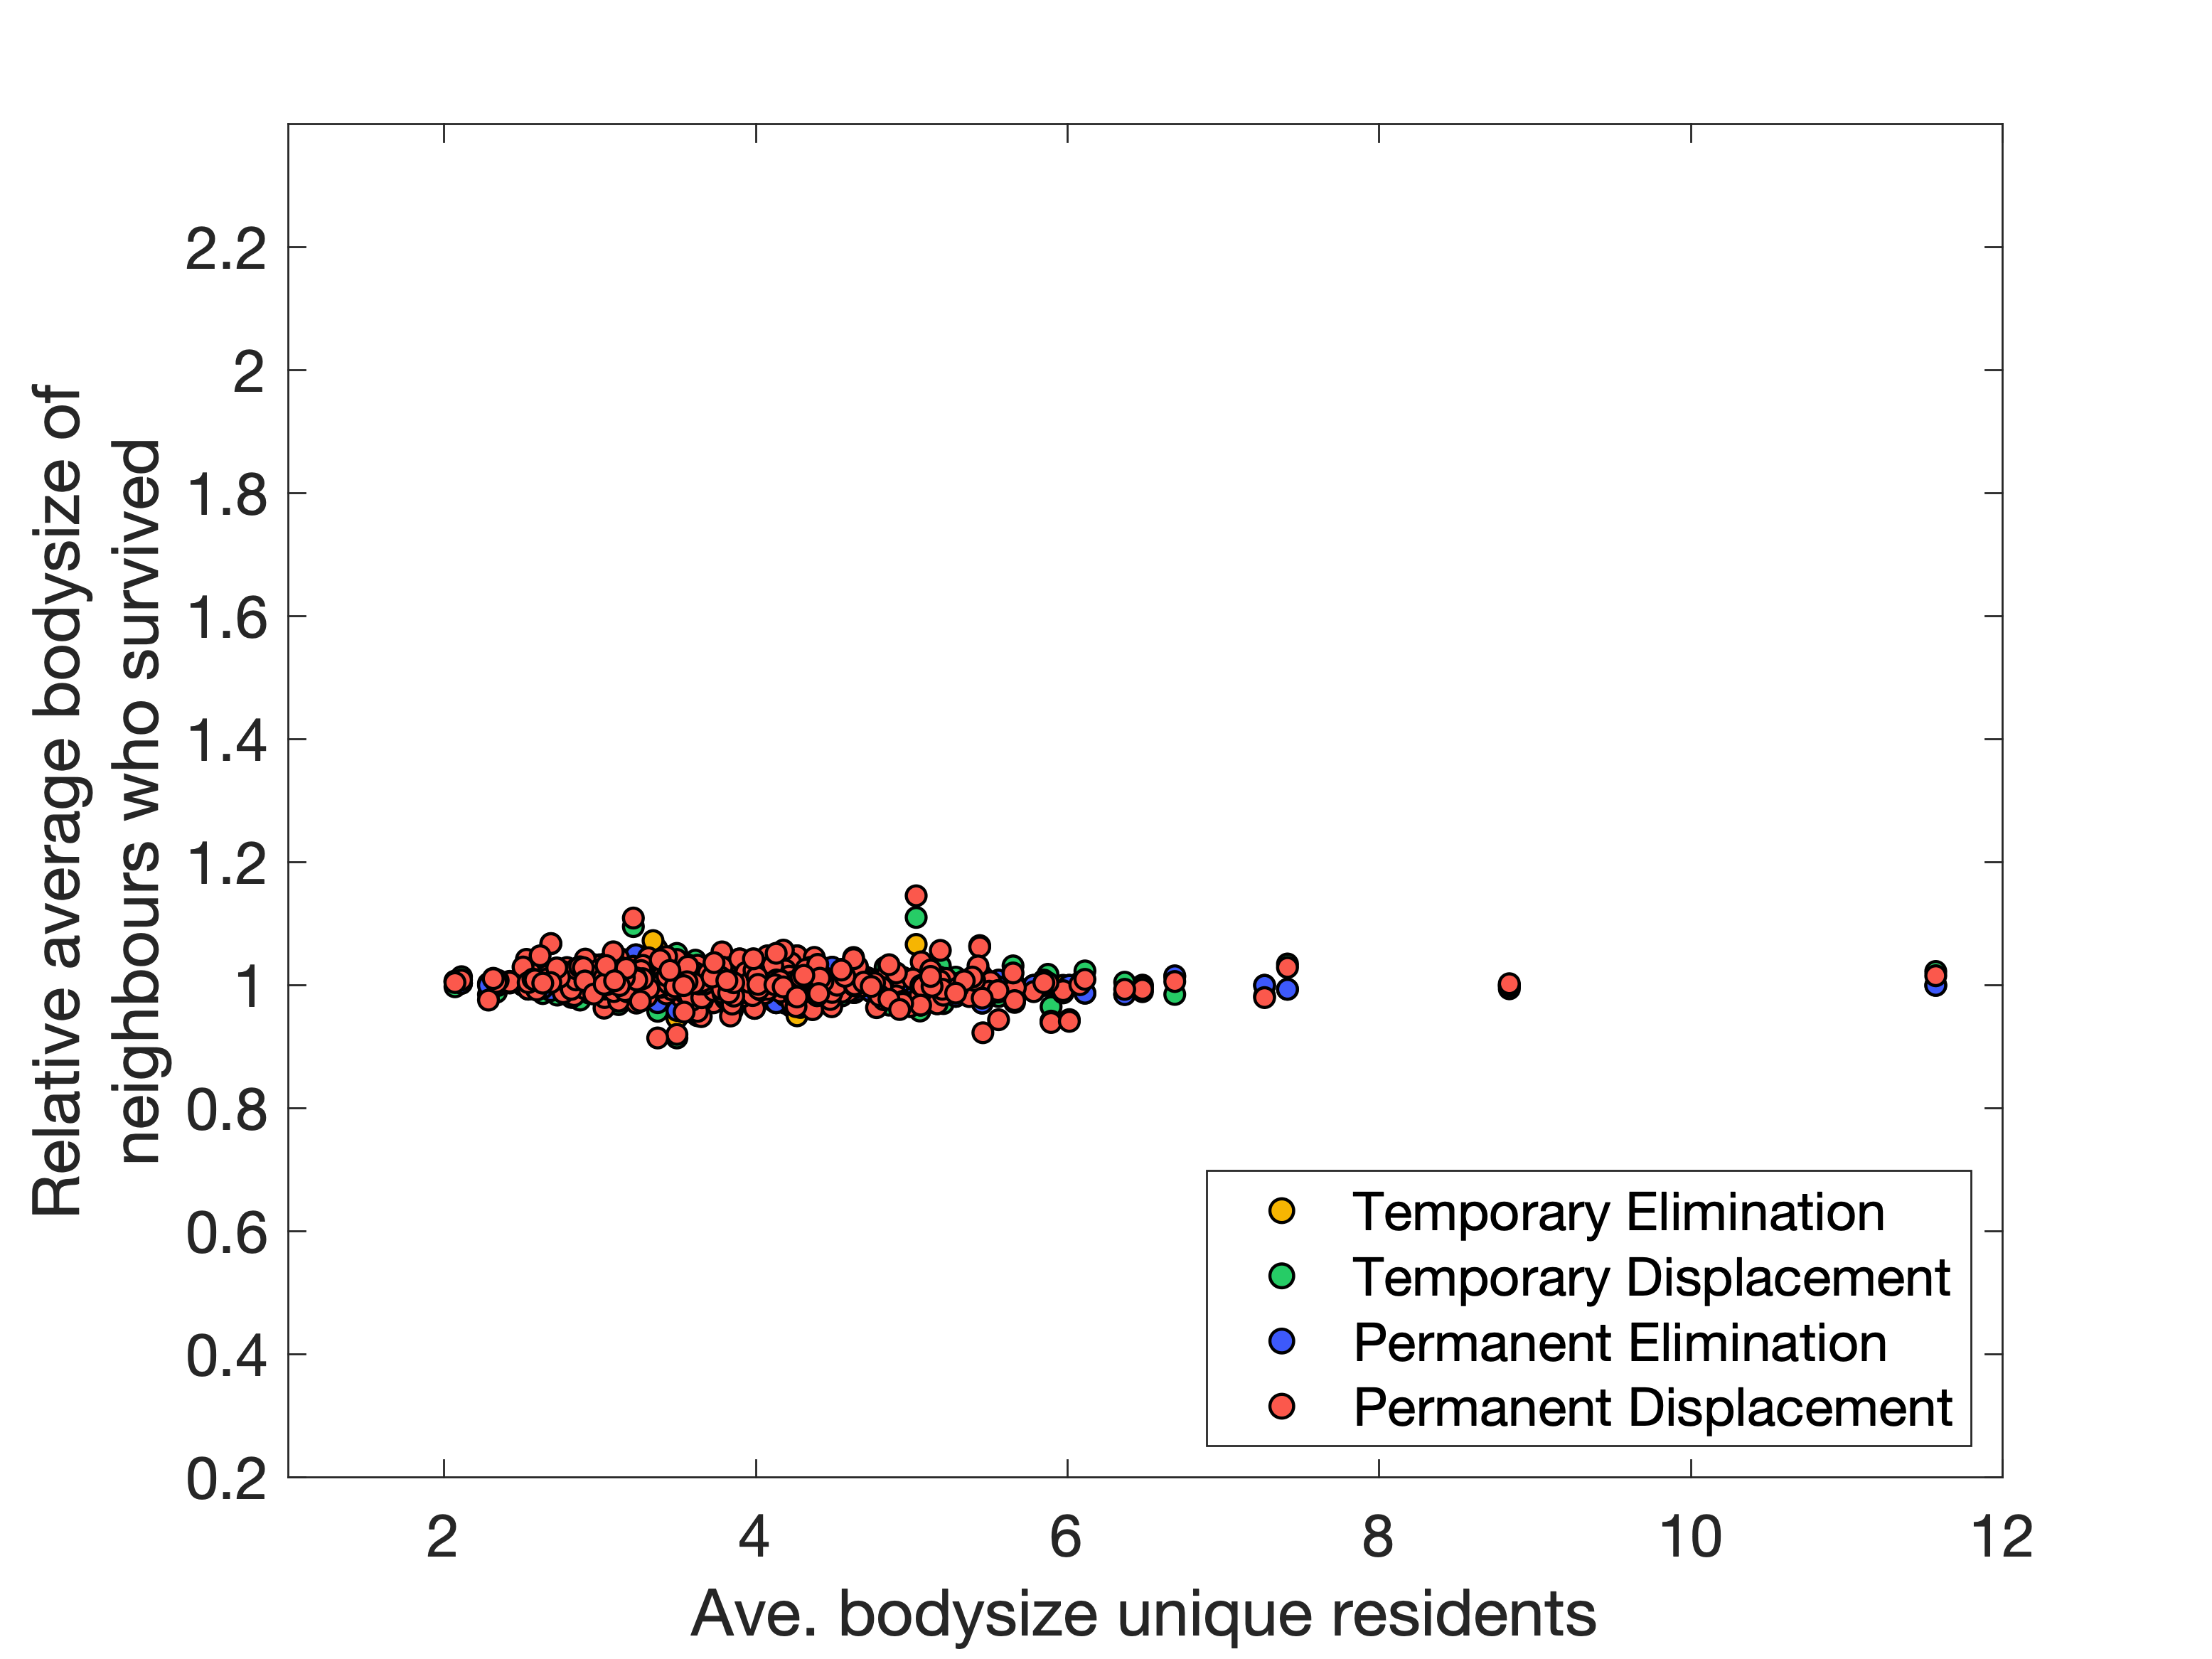 Relative average bodysize of
neighbours who survived
2.2
2
1.8
1.6
1.4
1.2
1
0.8
0.6
0.4
0.2
Temporary Elimination
Temporary Displacement
Permanent Elimination
Permanent Displacement
2 4 6 8 10 12
Ave. bodysize unique residents